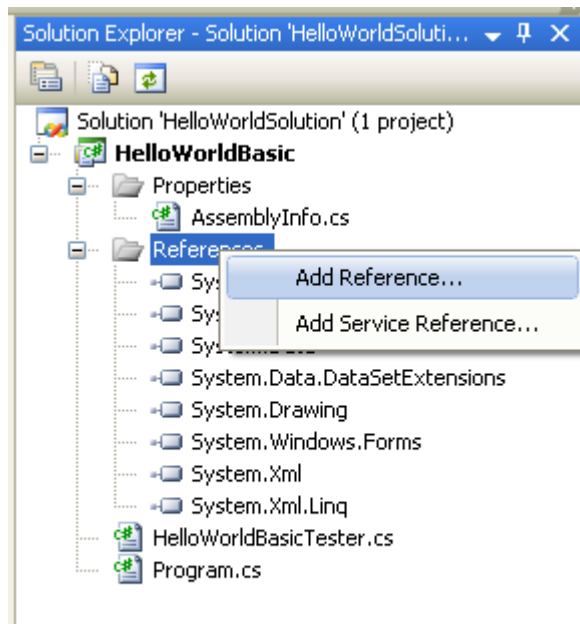 Solution Explorer - Solution 'HelloWorldSoluti...
Solution 'HelloWorldSolution' (1 project)
HelloWorldBasic
Properties
AssemblyInfo.cs
References
Add Reference...
Add Service Reference...
System.Data.DataSetExtensions
System.Drawing
System.Windows.Forms
System.Xml
System.Xml.Linq
HelloWorldBasicTester.cs
Program.cs